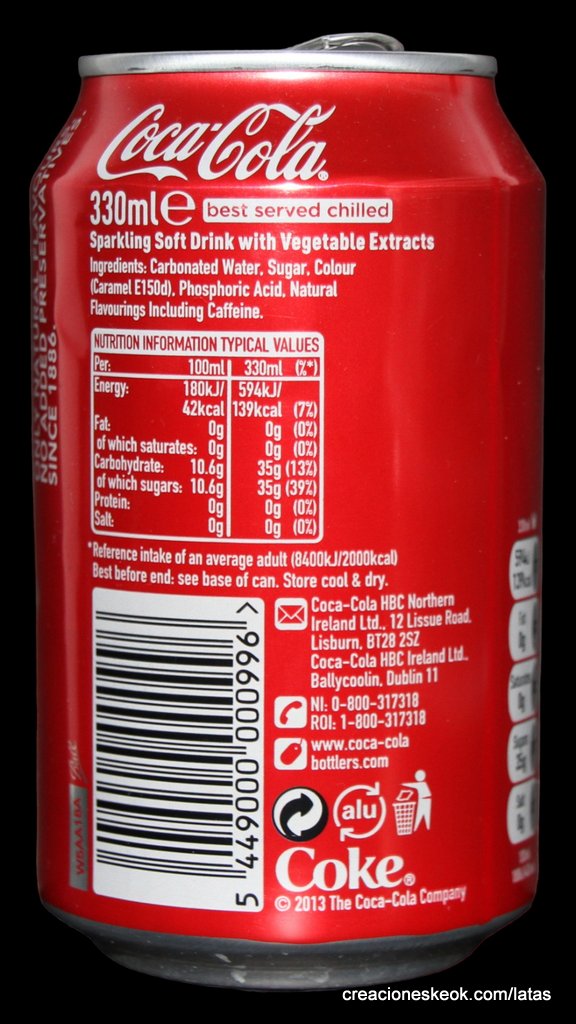 Coca-Cola®
330ml e best served chilled
Sparkling Soft Drink with Vegetable Extracts
Ingredients: Carbonated Water, Sugar, Colour
(Caramel E150d), Phosphoric Acid, Natural
Flavourings Including Caffeine.
NUTRITION INFORMATION TYPICAL VALUES
Per: 100ml 330ml (%*)
Energy: 180kJ/ 594kJ/
42kcal 139kcal (7%)
Fat: 0g 0g (0%)
of which saturates: 0g 0g (0%)
Carbohydrate: 10.6g 35g (13%)
of which sugars: 10.6g 35g (39%)
Protein: 0g 0g (0%)
Salt: 0g 0g (0%)
*Reference intake of an average adult (8400kJ/2000kcal)
Best before end: see base of can. Store cool & dry.
Coca-Cola HBC Northern
Ireland Ltd., 12 Lissue Road.
Lisburn, BT28 2SZ
Coca-Cola HBC Ireland Ltd.,
Ballycoolin, Dublin 11
NI: 0-800-317318
ROI: 1-800-317318
www.coca-cola
bottlers.com
alu
Coke®
© 2013 The Coca-Cola Company
5 449000 000996 >
W5AA18A
NO ADDED PRESERVATIVES.
SINCE 1886.
creacioneskeok.com/latas